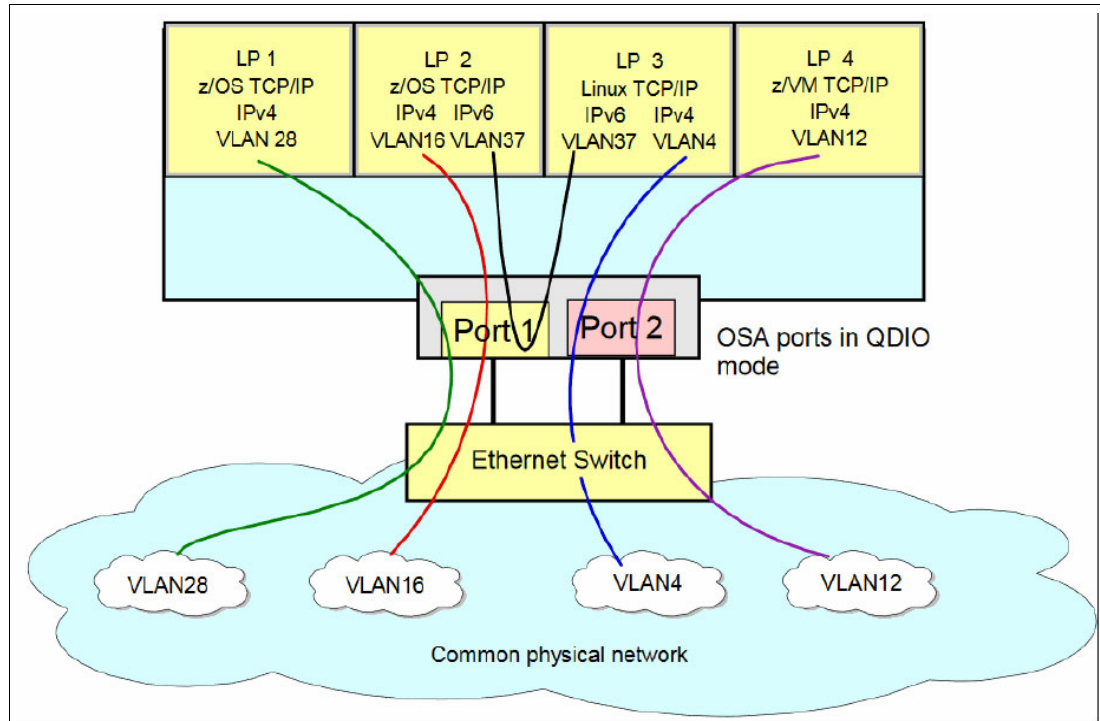 LP 1
z/OS TCP/IP
IPv4
VLAN 28
LP 2
z/OS TCP/IP
IPv4 IPv6
VLAN16 VLAN37
LP 3
Linux TCP/IP
IPv6 IPv4
VLAN37 VLAN4
LP 4
z/VM TCP/IP
IPv4
VLAN12
Port 1
Port 2
OSA ports in QDIO
mode
Ethernet Switch
VLAN28
VLAN16
VLAN4
VLAN12
Common physical network